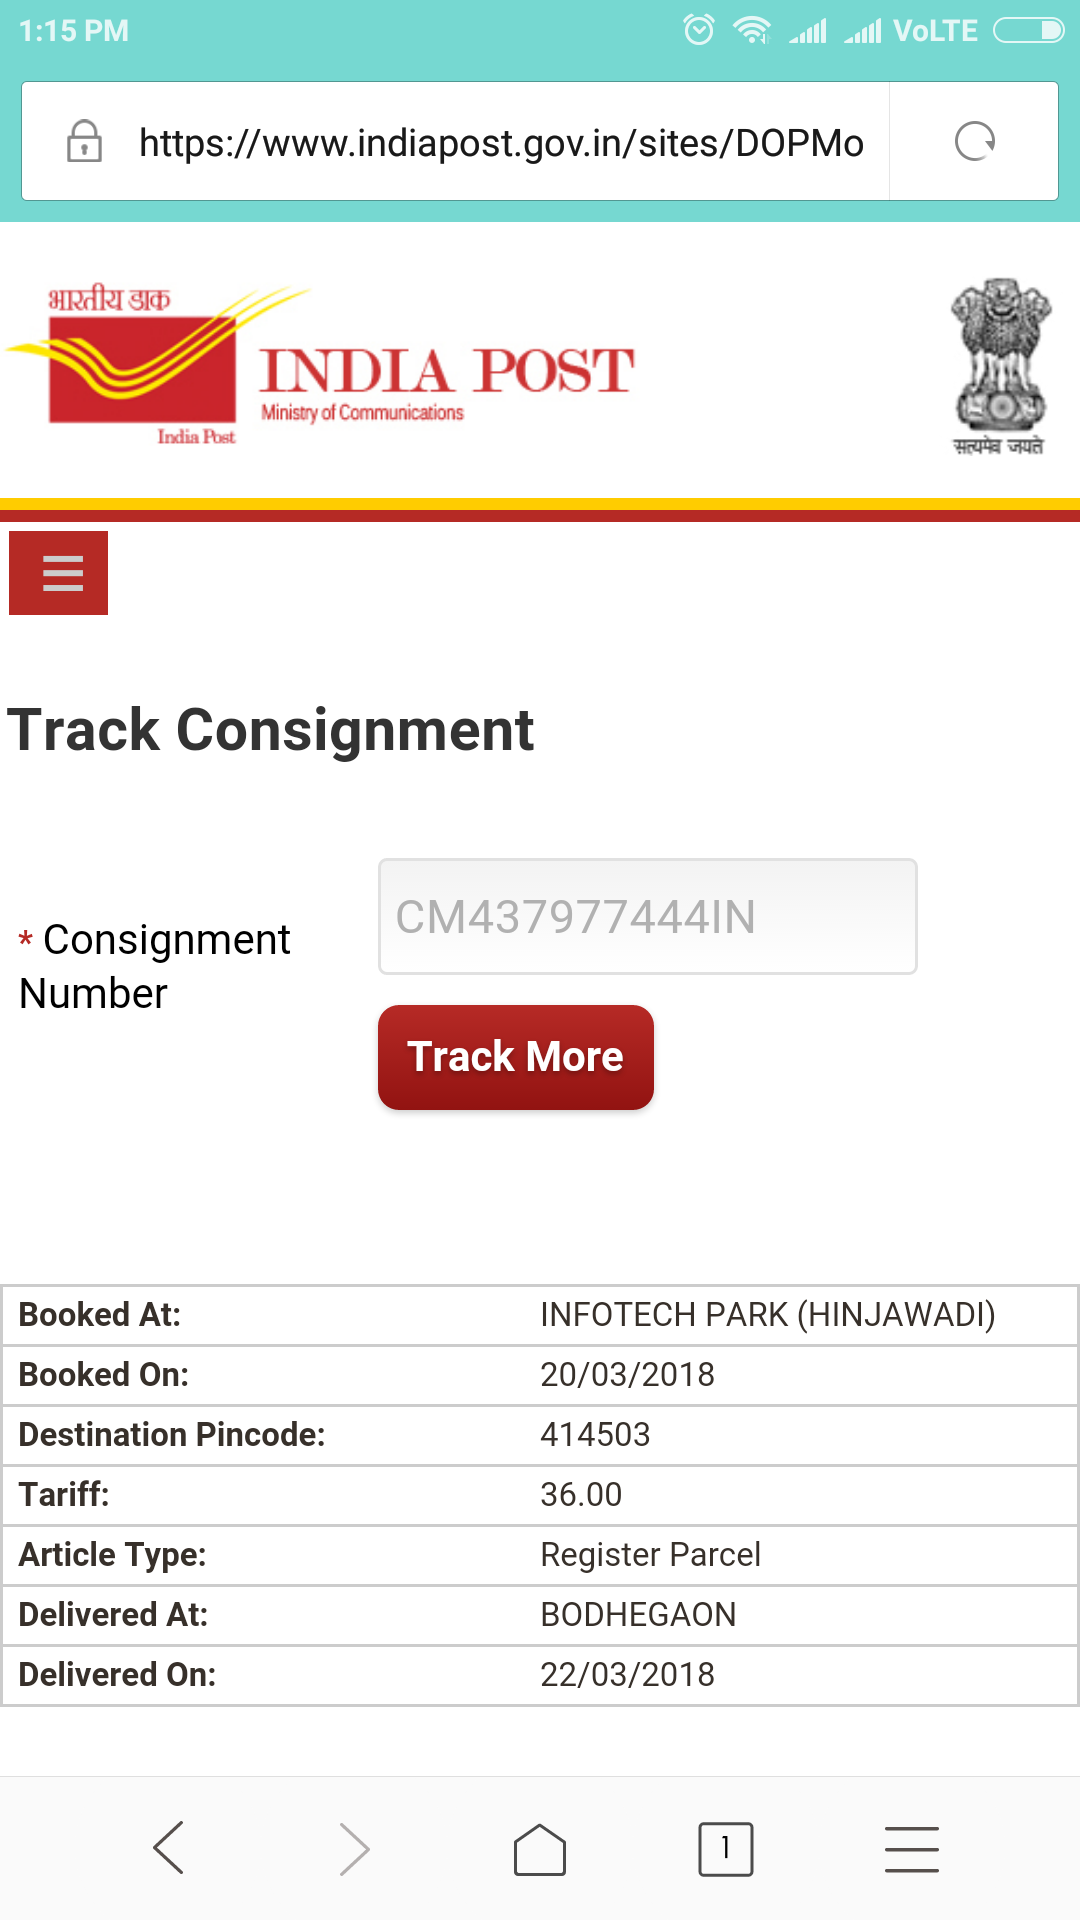 1:15 PM VoLTE
https://www.indiapost.gov.in/sites/DOPMo
भारतीय डाक
INDIA POST
Ministry of Communications
India Post
सत्यमेव जयते
Track Consignment
CM437977444IN
* Consignment
Number
Track More
Booked At: INFOTECH PARK (HINJAWADI)
Booked On: 20/03/2018
Destination Pincode: 414503
Tariff: 36.00
Article Type: Register Parcel
Delivered At: BODHEGAON
Delivered On: 22/03/2018
1